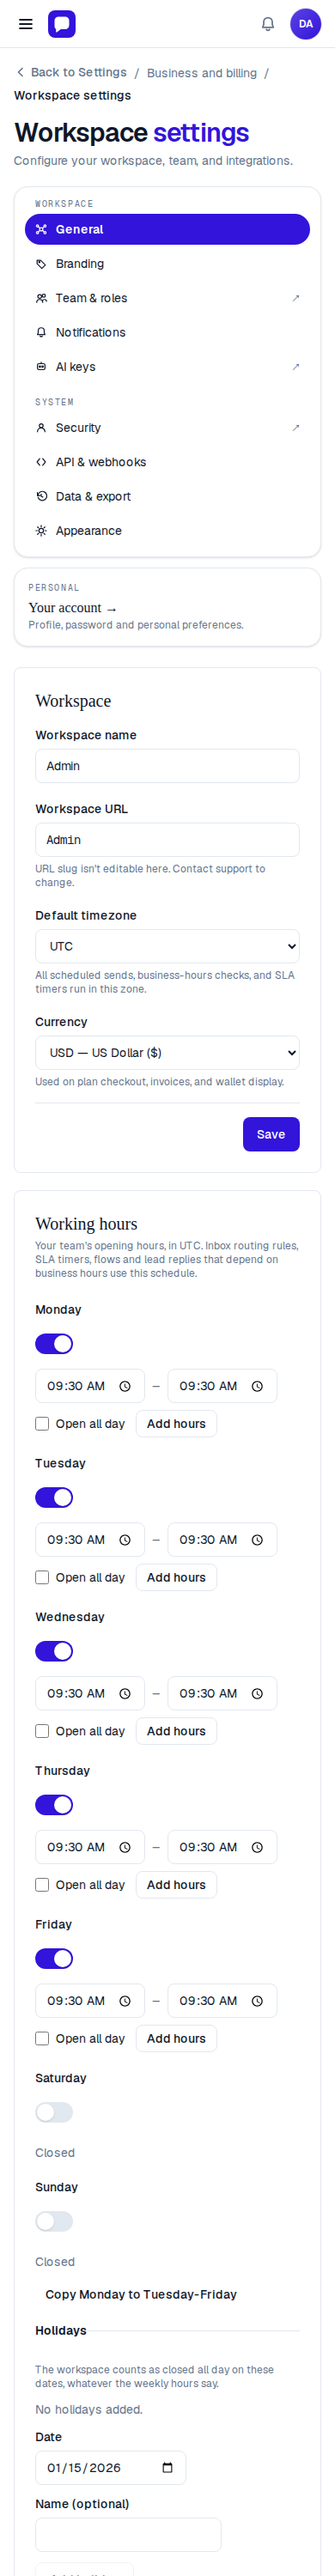 DA
Back to Settings / Business and billing /
Workspace settings
Workspace settings
Configure your workspace, team, and integrations.
WORKSPACE
General
Branding
Team & roles ↗
Notifications
AI keys ↗
SYSTEM
Security ↗
API & webhooks
Data & export
Appearance
PERSONAL
Your account →
Profile, password and personal preferences.
Workspace
Workspace name
Admin
Workspace URL
Admin
URL slug isn't editable here. Contact support to
change.
Default timezone
UTC
All scheduled sends, business-hours checks, and SLA
timers run in this zone.
Currency
USD — US Dollar ($)
Used on plan checkout, invoices, and wallet display.
Save
Working hours
Your team's opening hours, in UTC. Inbox routing rules,
SLA timers, flows and lead replies that depend on
business hours use this schedule.
Monday
09:30 AM – 09:30 AM
Open all day Add hours
Tuesday
09:30 AM – 09:30 AM
Open all day Add hours
Wednesday
09:30 AM – 09:30 AM
Open all day Add hours
Thursday
09:30 AM – 09:30 AM
Open all day Add hours
Friday
09:30 AM – 09:30 AM
Open all day Add hours
Saturday
Closed
Sunday
Closed
Copy Monday to Tuesday-Friday
Holidays
The workspace counts as closed all day on these
dates, whatever the weekly hours say.
No holidays added.
Date
01/15/2026
Name (optional)